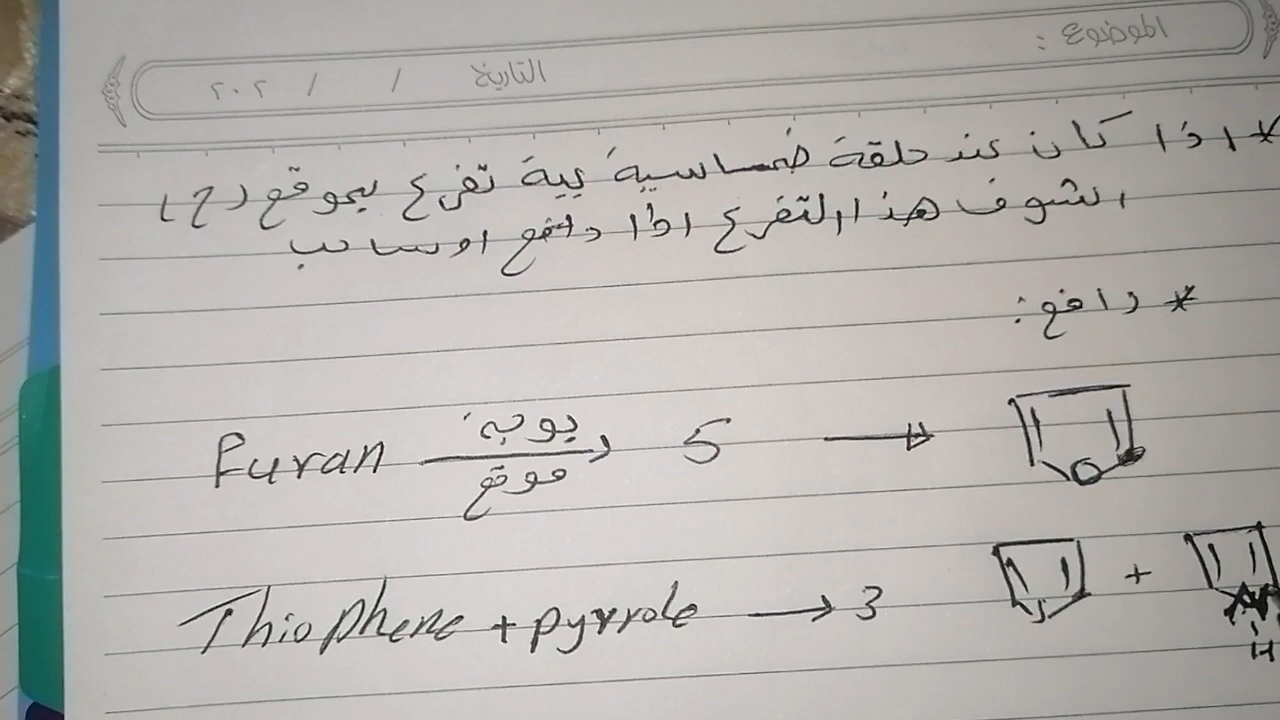 الموضوع :
التاريخ / / ٢٠٢
* اذا كان عند حلقة خماسية بية تفرع بموقع (2)
انشوف هذا التفرع اذا دافع او ساحب
* دافع :
Furan يوجه موقع 5 → O
Thiophene + pyrrole → 3 S + N H